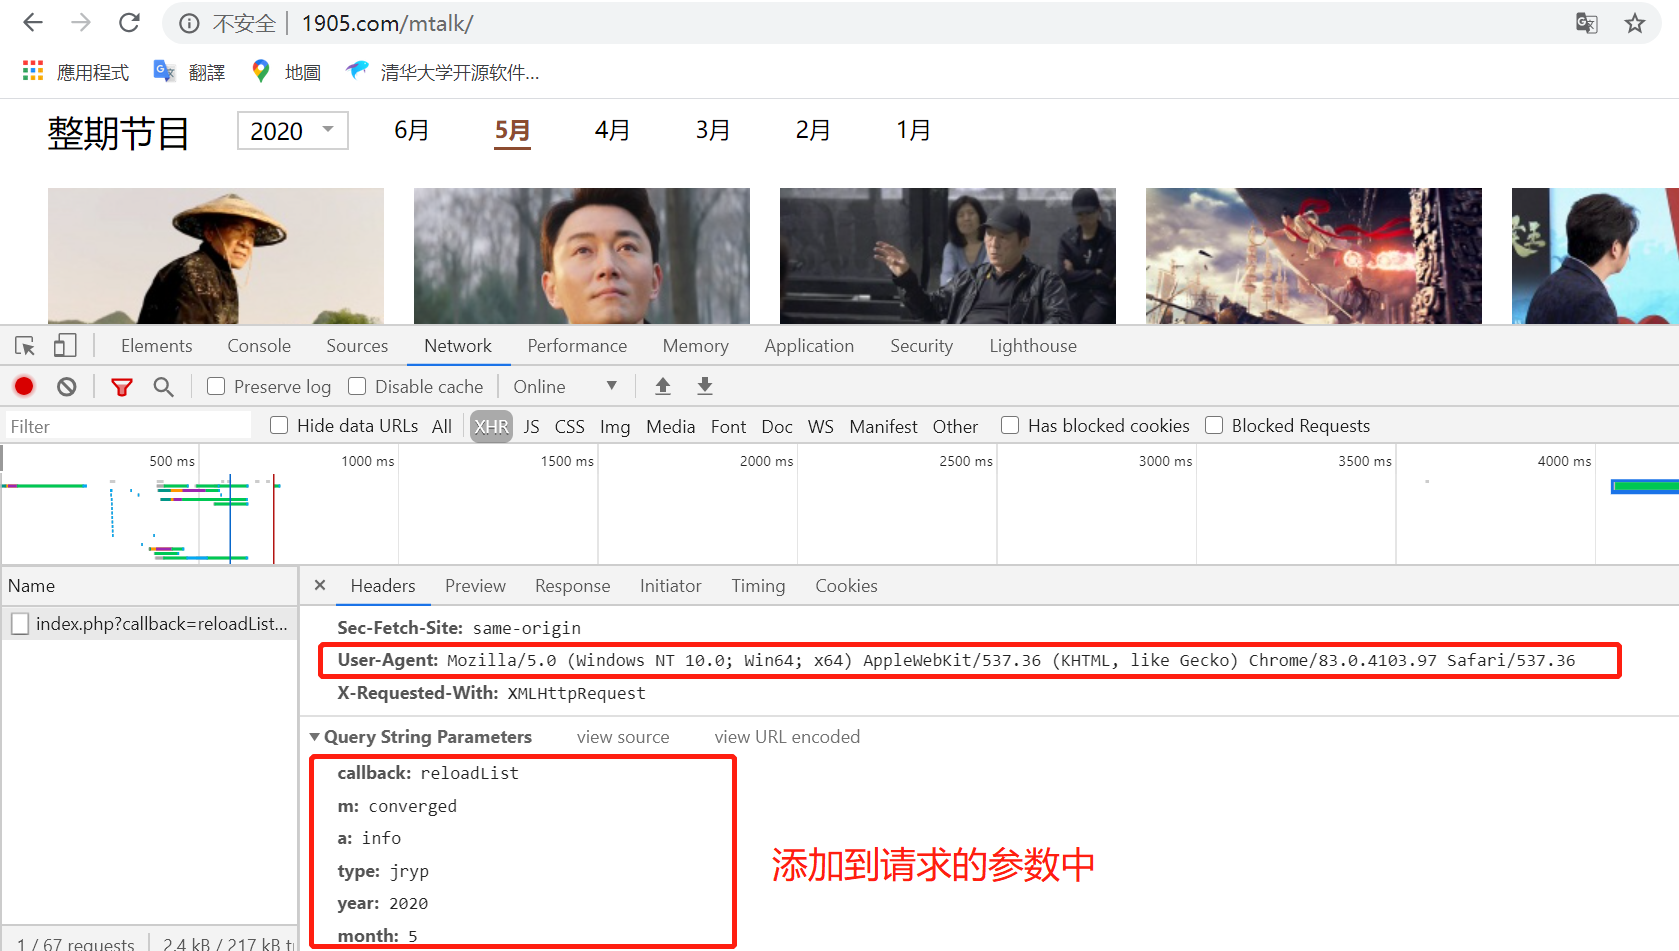 不安全 1905.com/mtalk/
應用程式 翻譯 地圖 清华大学开源软件...
整期节目 2020 6月 5月 4月 3月 2月 1月
Elements Console Sources Network Performance Memory Application Security Lighthouse
Preserve log Disable cache Online
Filter Hide data URLs All XHR JS CSS Img Media Font Doc WS Manifest Other Has blocked cookies Blocked Requests
500 ms 1000 ms 1500 ms 2000 ms 2500 ms 3000 ms 3500 ms 4000 ms
Name Headers Preview Response Initiator Timing Cookies
index.php?callback=reloadList...
Sec-Fetch-Site: same-origin
User-Agent: Mozilla/5.0 (Windows NT 10.0; Win64; x64) AppleWebKit/537.36 (KHTML, like Gecko) Chrome/83.0.4103.97 Safari/537.36
X-Requested-With: XMLHttpRequest
Query String Parameters view source view URL encoded
callback: reloadList
m: converged
a: info
添加到请求的参数中
type: jryp
year: 2020
month: 5
1 / 67 requests 2.4 kB / 217 kB